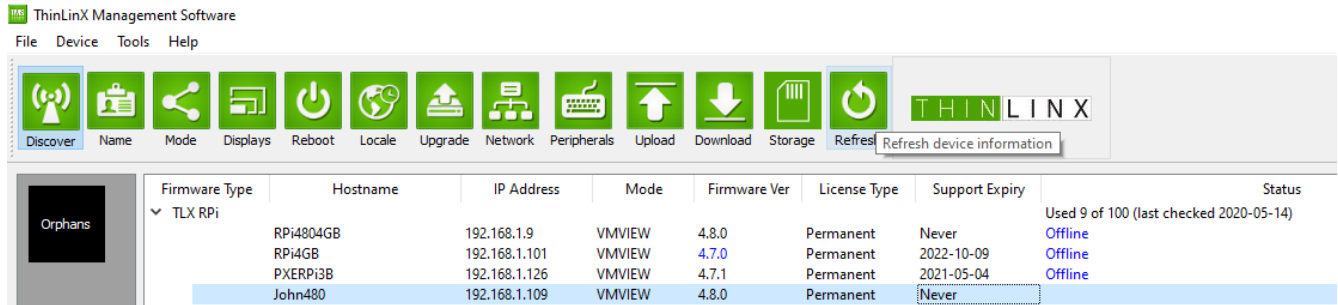 ThinLinX Management Software
File Device Tools Help
Discover Name Mode Displays Reboot Locale Upgrade Network Peripherals Upload Download Storage Refresh
THINLINX
Refresh device information
Orphans
Firmware Type Hostname IP Address Mode Firmware Ver License Type Support Expiry Status
TLX RPi Used 9 of 100 (last checked 2020-05-14)
RPi4804GB 192.168.1.9 VMVIEW 4.8.0 Permanent Never Offline
RPi4GB 192.168.1.101 VMVIEW 4.7.0 Permanent 2022-10-09 Offline
PXERPi3B 192.168.1.126 VMVIEW 4.7.1 Permanent 2021-05-04 Offline
John480 192.168.1.109 VMVIEW 4.8.0 Permanent Never